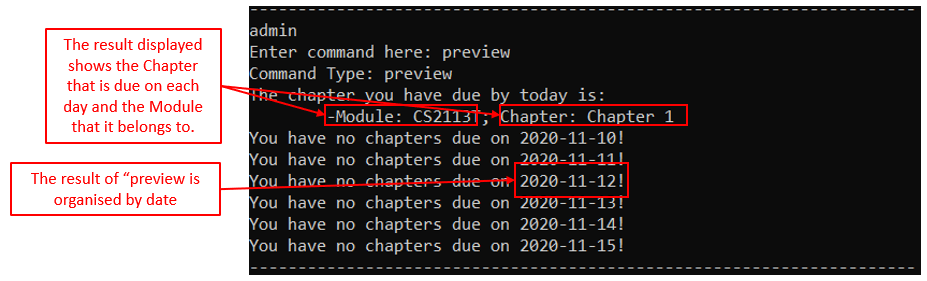 The result displayed
shows the Chapter
that is due on each
day and the Module
that it belongs to.
The result of “preview is
organised by date
--------------------------------------------------------------------------
admin
Enter command here: preview
Command Type: preview
The chapter you have due by today is:
-Module: CS2113T; Chapter: Chapter 1
You have no chapters due on 2020-11-10!
You have no chapters due on 2020-11-11!
You have no chapters due on 2020-11-12!
You have no chapters due on 2020-11-13!
You have no chapters due on 2020-11-14!
You have no chapters due on 2020-11-15!
--------------------------------------------------------------------------